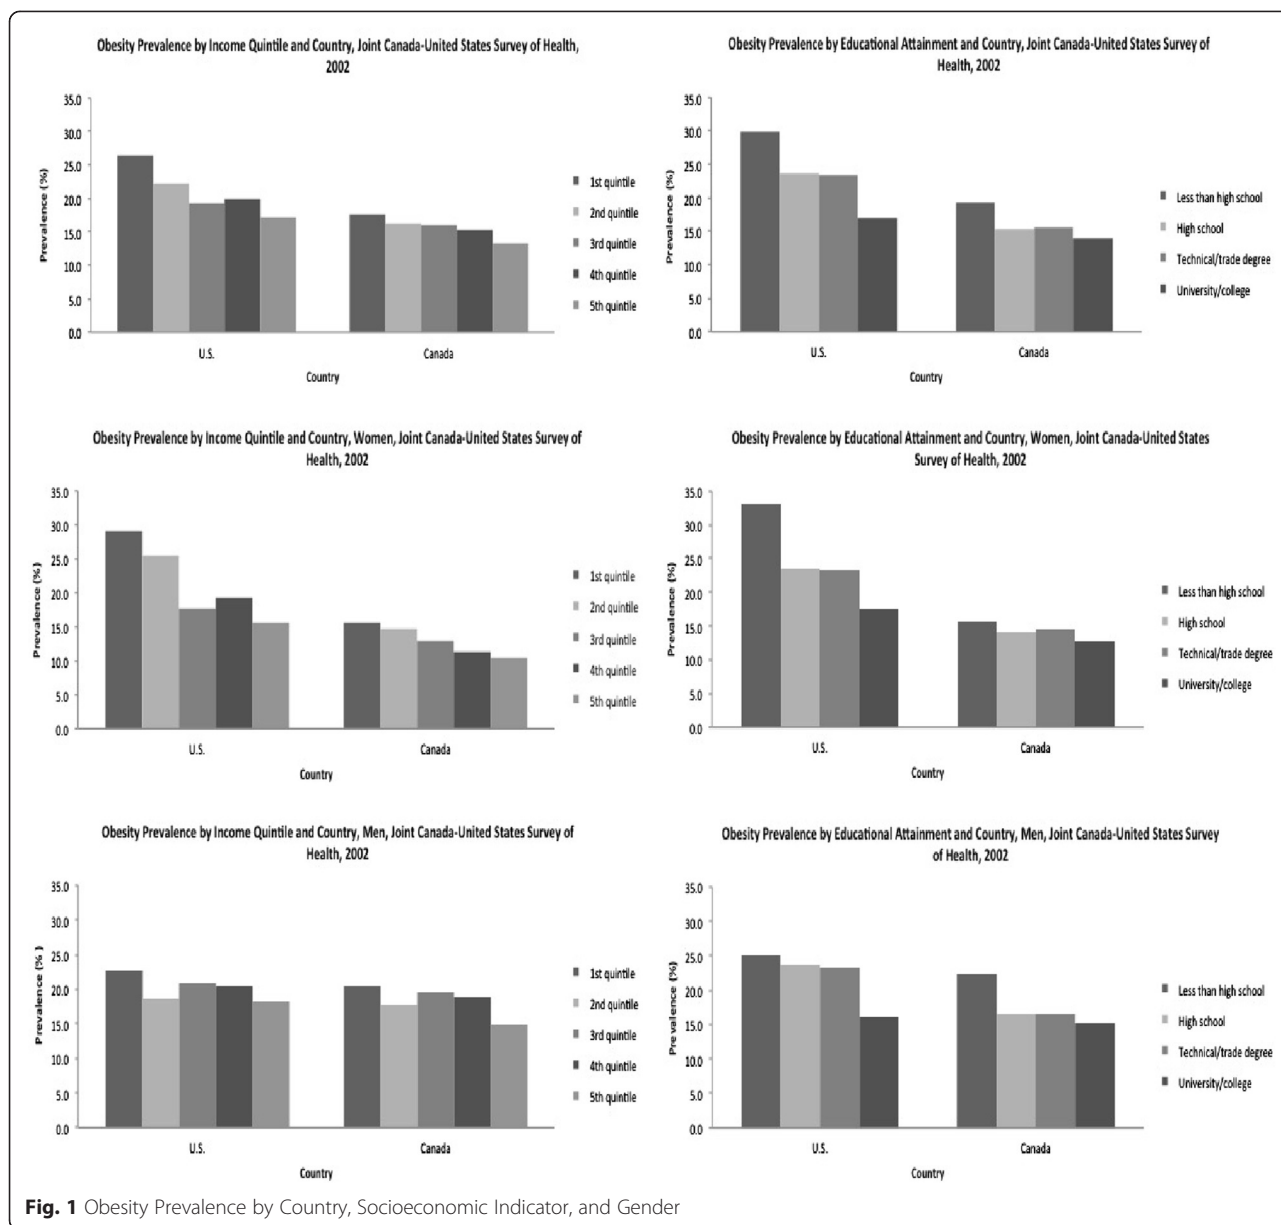 Obesity Prevalence by Income Quintile and Country, Joint Canada-United States Survey of Health,
2002
35.0
30.0
25.0
20.0
15.0
10.0
5.0
0.0
Prevalence (%)
U.S.
Canada
Country
1st quintile
2nd quintile
3rd quintile
4th quintile
5th quintile
Obesity Prevalence by Educational Attainment and Country, Joint Canada-United States Survey of
Health, 2002
35.0
30.0
25.0
20.0
15.0
10.0
5.0
0.0
Prevalence (%)
U.S.
Canada
Country
Less than high school
High school
Technical/trade degree
University/college
Obesity Prevalence by Income Quintile and Country, Women, Joint Canada-United States Survey of
Health, 2002
35.0
30.0
25.0
20.0
15.0
10.0
5.0
0.0
Prevalence (%)
U.S.
Canada
Country
1st quintile
2nd quintile
3rd quintile
4th quintile
5th quintile
Obesity Prevalence by Educational Attainment and Country, Women, Joint Canada-United States
Survey of Health, 2002
35.0
30.0
25.0
20.0
15.0
10.0
5.0
0.0
Prevalence (%)
U.S.
Canada
Country
Less than high school
High school
Technical/trade degree
University/college
Obesity Prevalence by Income Quintile and Country, Men, Joint Canada-United States Survey of
Health, 2002
35.0
30.0
25.0
20.0
15.0
10.0
5.0
0.0
Prevalence (% )
U.S.
Canada
Country
1st quintile
2nd quintile
3rd quintile
4th quintile
5th quintile
Obesity Prevalence by Educational Attainment and Country, Men, Joint Canada-United States Survey
of Health, 2002
35.0
30.0
25.0
20.0
15.0
10.0
5.0
0.0
Prevalence (%)
U.S.
Canada
Country
Less than high school
High school
Technical/trade degree
University/college
Fig. 1 Obesity Prevalence by Country, Socioeconomic Indicator, and Gender